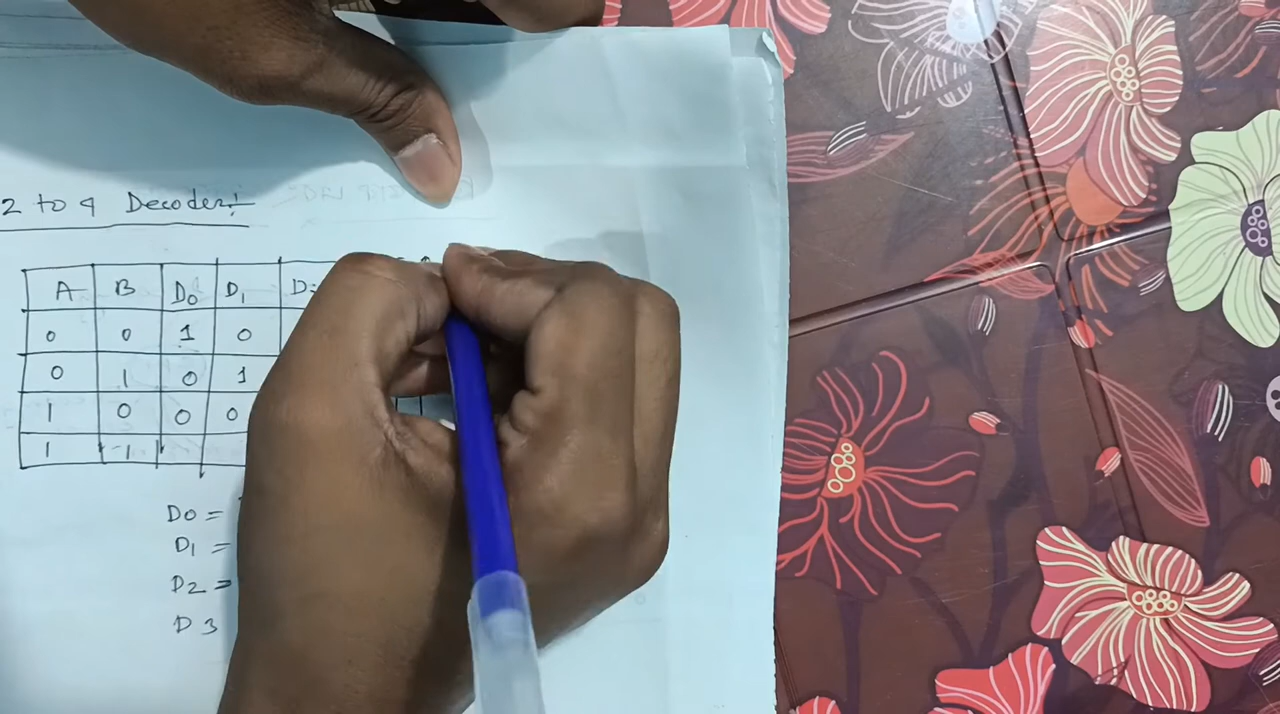 2 to 4 Decoder:
A B D0 D1 D2
0 0 1 0
0 1 0 1
1 0 0 0
1 1
D0 =
D1 =
D2 =
D3